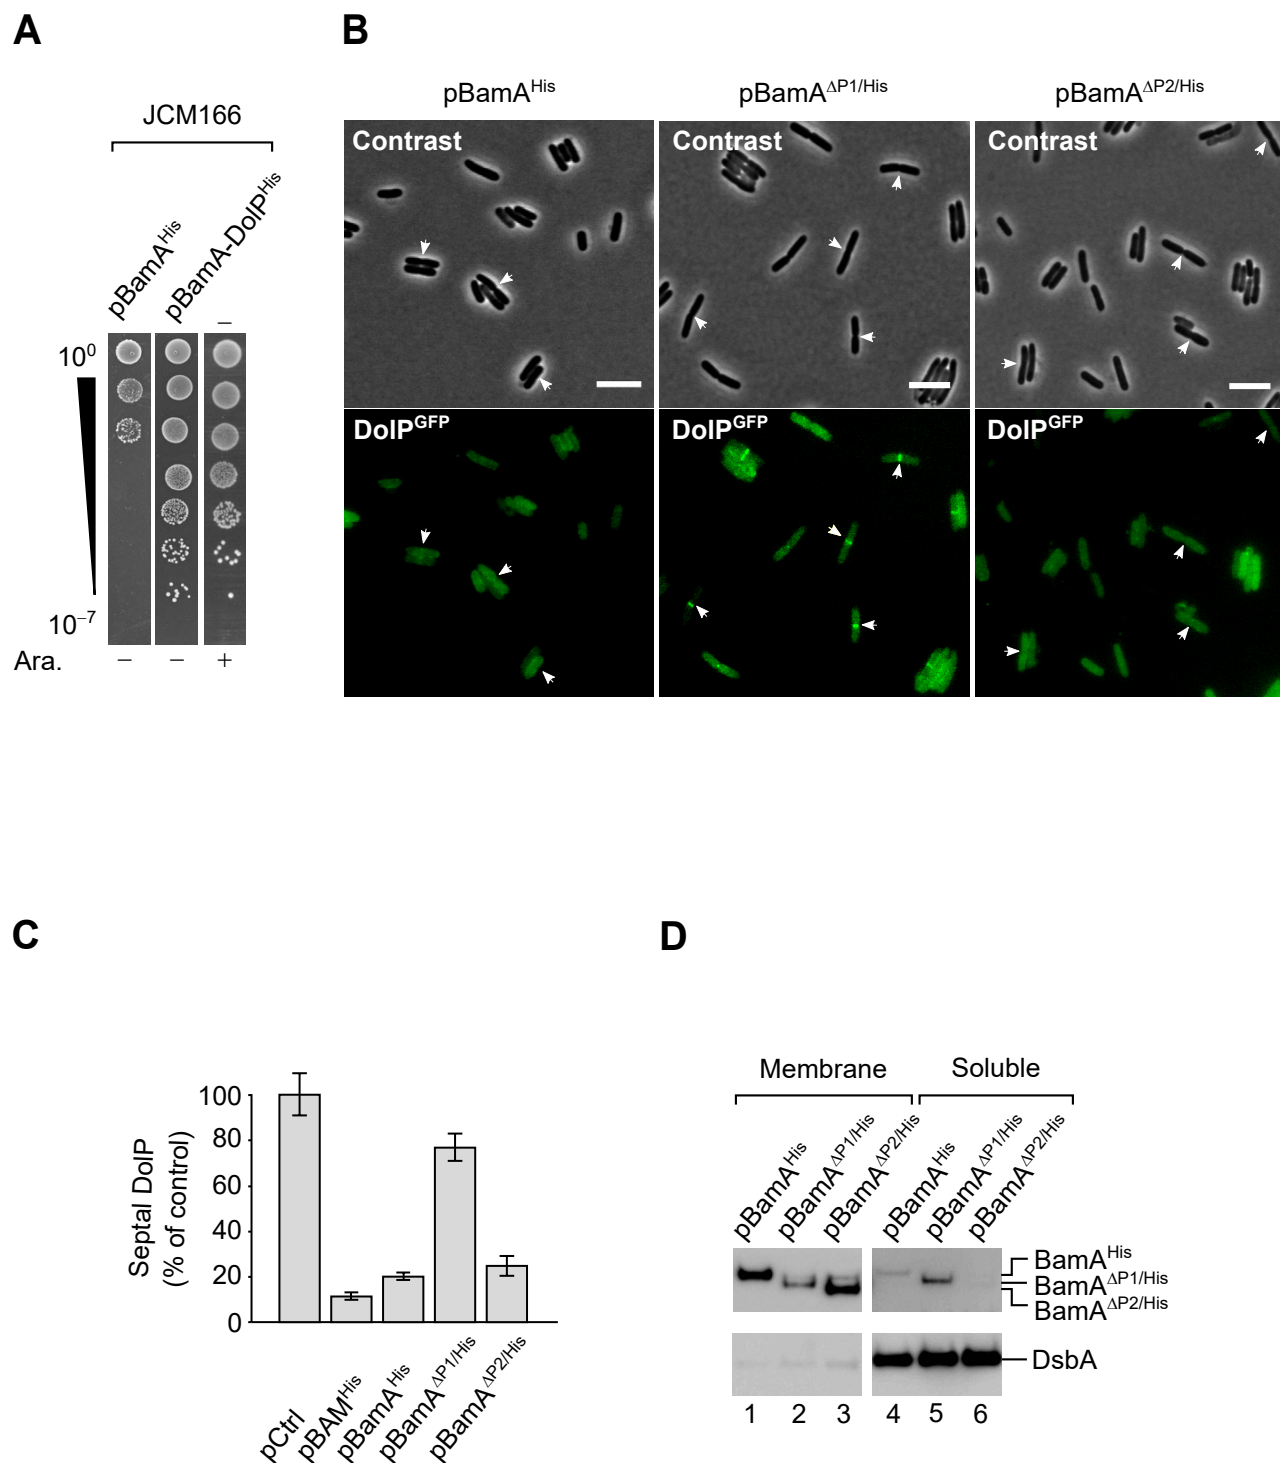 A
JCM166
pBamA^His
pBamA-DolP^His
–
10⁰
10⁻⁷
Ara.
– – +
B
pBamA^His
pBamA^ΔP1/His
pBamA^ΔP2/His
Contrast
Contrast
Contrast
DolP^GFP
DolP^GFP
DolP^GFP
C
Septal DolP
(% of control)
100
80
60
40
20
0
pCtrl
pBAM^His
pBamA^His
pBamA^ΔP1/His
pBamA^ΔP2/His
D
Membrane
Soluble
pBamA^His
pBamA^ΔP1/His
pBamA^ΔP2/His
pBamA^His
pBamA^ΔP1/His
pBamA^ΔP2/His
BamA^His
BamA^ΔP1/His
BamA^ΔP2/His
DsbA
1 2 3 4 5 6